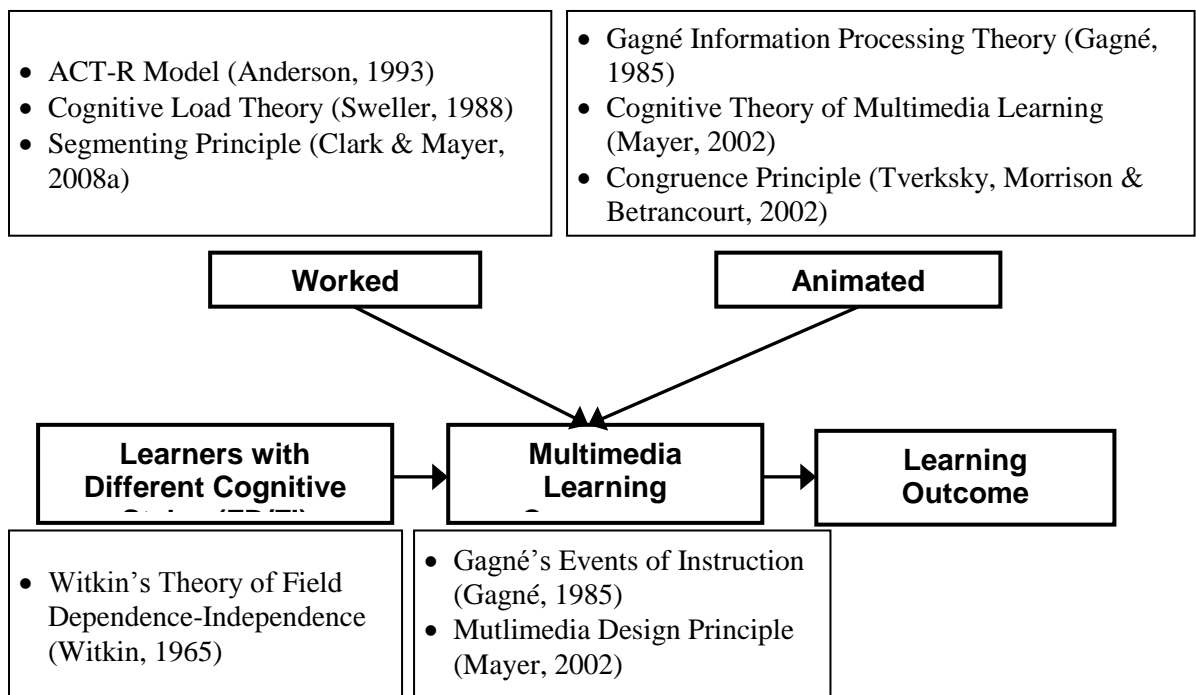 • ACT-R Model (Anderson, 1993)
• Cognitive Load Theory (Sweller, 1988)
• Segmenting Principle (Clark & Mayer,
2008a)
• Gagné Information Processing Theory (Gagné,
1985)
• Cognitive Theory of Multimedia Learning
(Mayer, 2002)
• Congruence Principle (Tverksky, Morrison &
Betrancourt, 2002)
Worked
Animated
Learners with
Different Cognitive
Multimedia
Learning
Learning
Outcome
• Witkin’s Theory of Field
Dependence-Independence
(Witkin, 1965)
• Gagné’s Events of Instruction
(Gagné, 1985)
• Mutlimedia Design Principle
(Mayer, 2002)